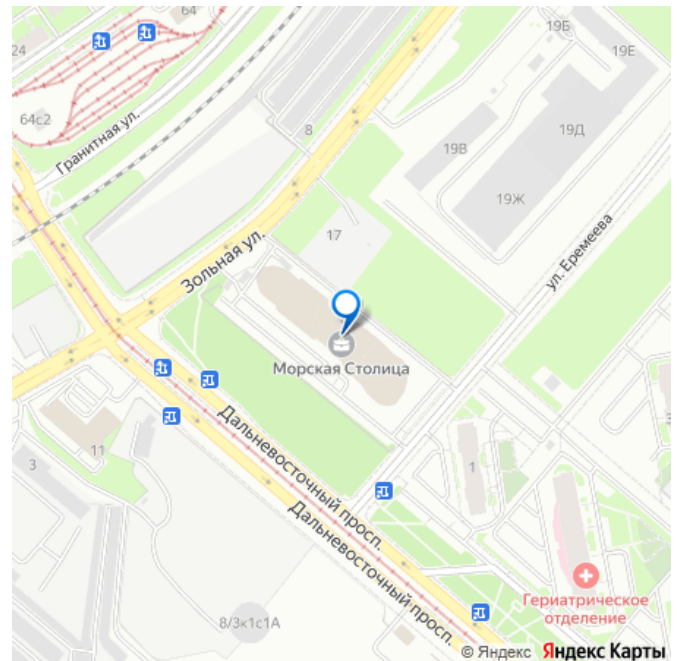 64
24
19Б
19Е
64с2
Гранитная ул.
8
19В
19Д
19Ж
17
Зольная ул.
ул. Еремеева
Морская Столица
11
3
1
Дальневосточный просп.
Дальневосточный просп.
Гериатрическое
отделение
8/3к1с1А
© Яндекс Яндекс Карты